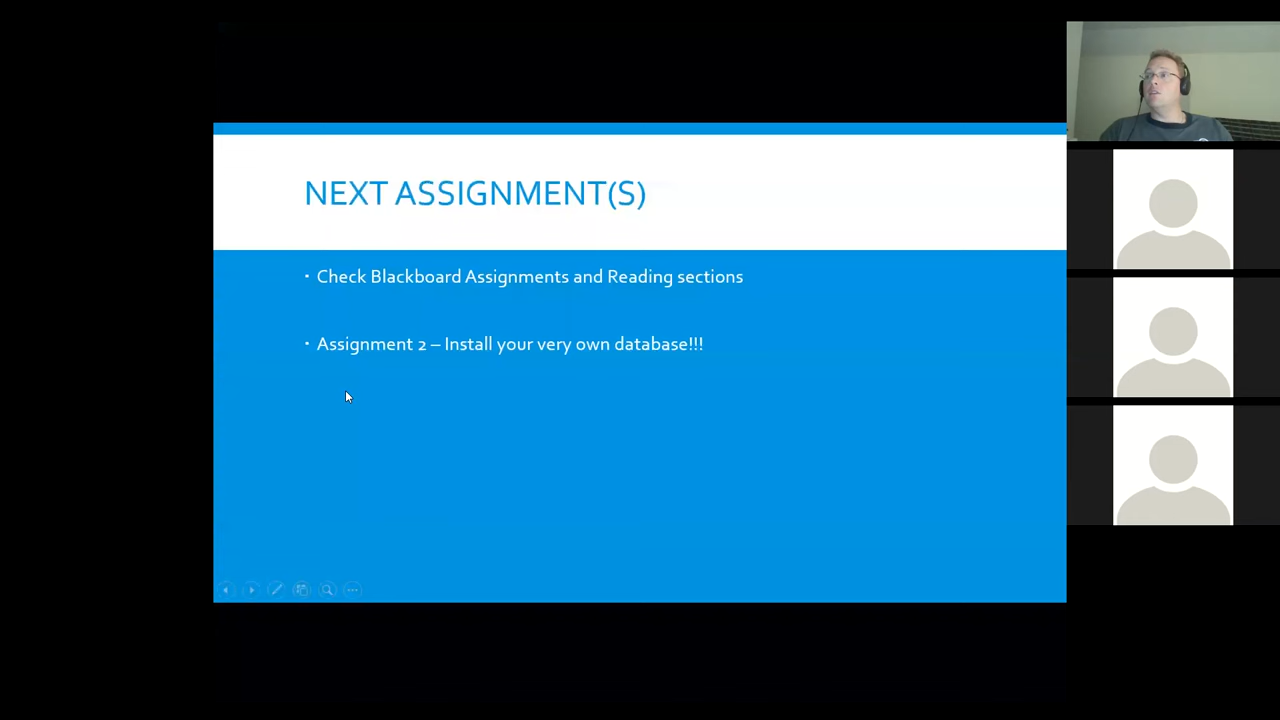 NEXT ASSIGNMENT(S)
Check Blackboard Assignments and Reading sections
Assignment 2 – Install your very own database!!!